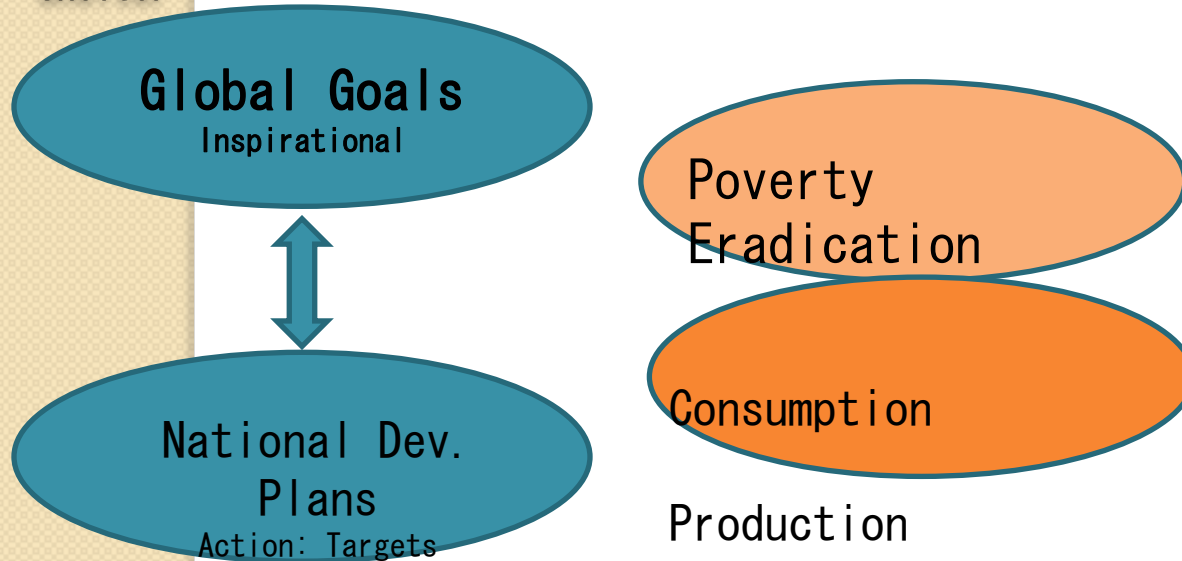 Global Goals
Inspirational
National Dev.
Plans
Action: Targets
Poverty
Eradication
Consumption
Production